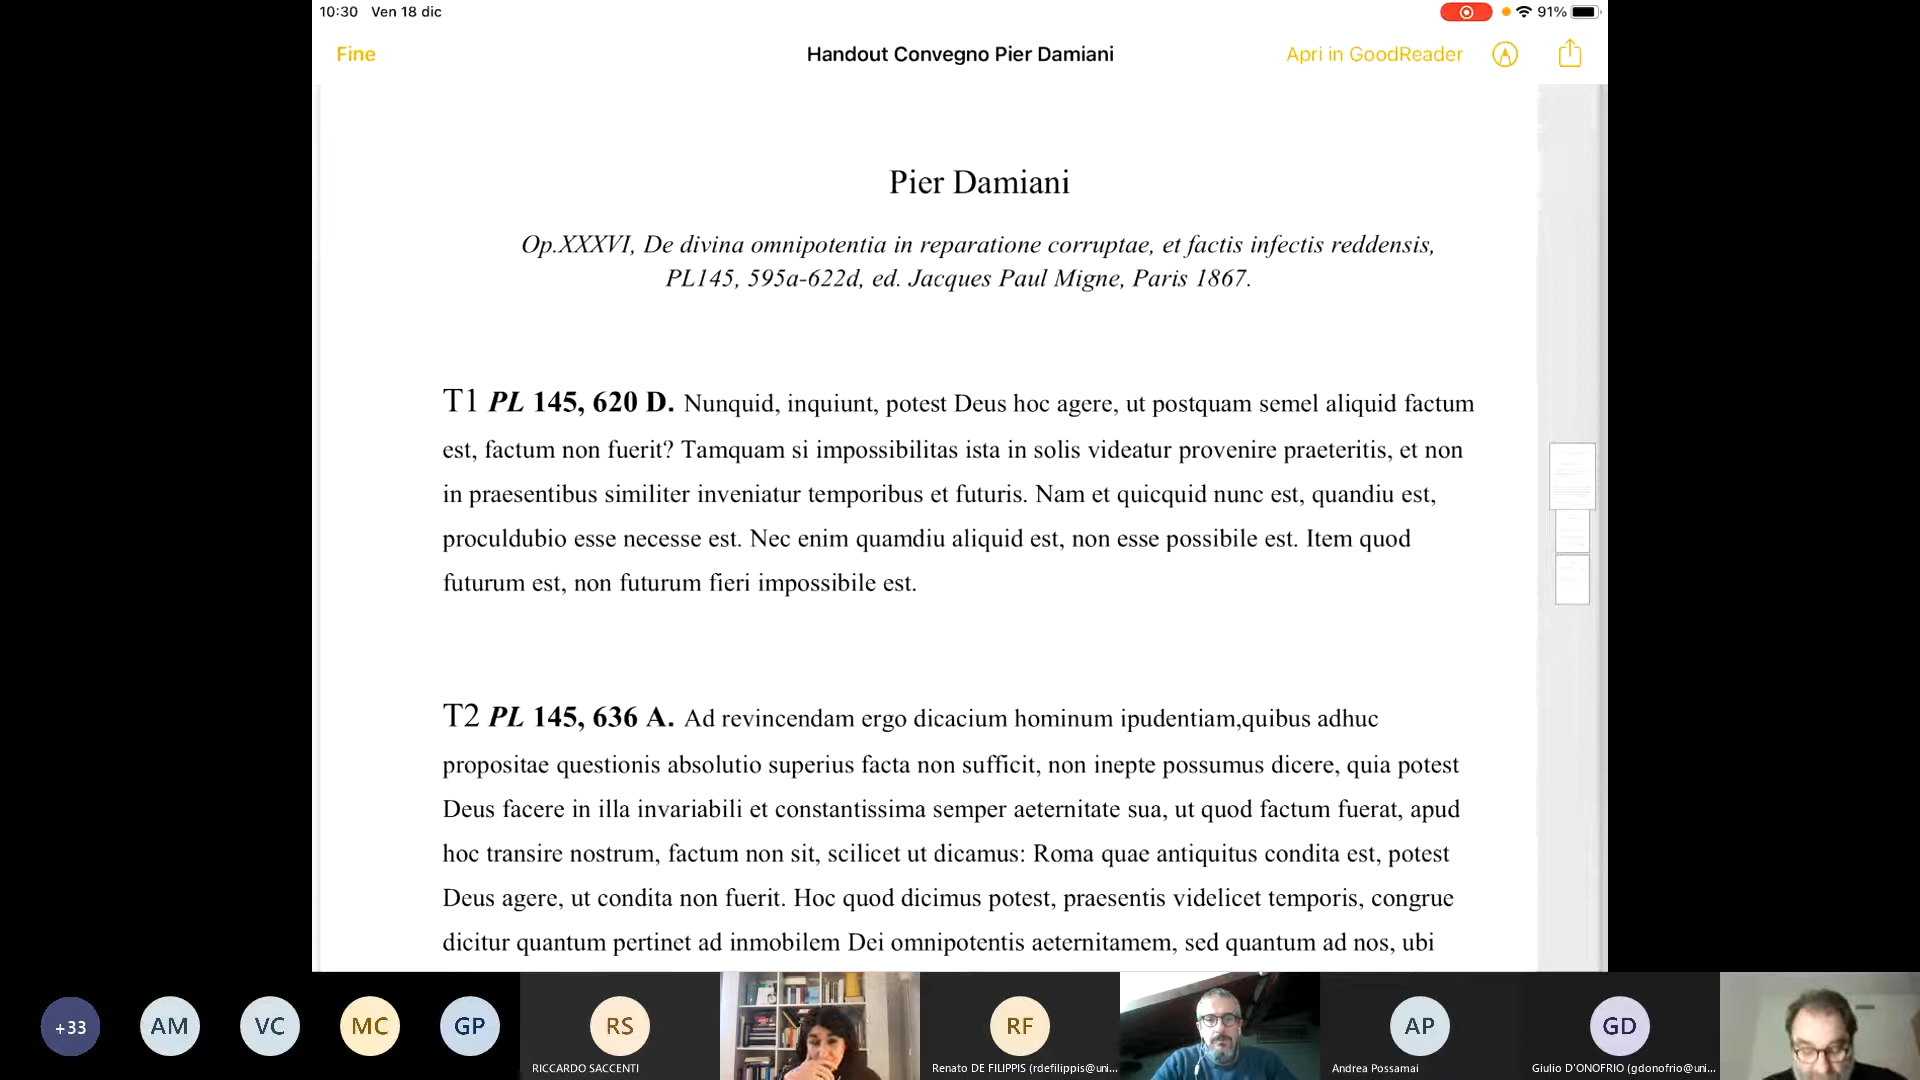 10:30 Ven 18 dic
91%
Fine
Handout Convegno Pier Damiani
Apri in GoodReader
Pier Damiani
Op.XXXVI, De divina omnipotentia in reparatione corruptae, et factis infectis reddensis,
PL145, 595a-622d, ed. Jacques Paul Migne, Paris 1867.
T1 PL 145, 620 D. Nunquid, inquiunt, potest Deus hoc agere, ut postquam semel aliquid factum
est, factum non fuerit? Tamquam si impossibilitas ista in solis videatur provenire praeteritis, et non
in praesentibus similiter inveniatur temporibus et futuris. Nam et quicquid nunc est, quandiu est,
proculdubio esse necesse est. Nec enim quamdiu aliquid est, non esse possibile est. Item quod
futurum est, non futurum fieri impossibile est.
T2 PL 145, 636 A. Ad revincendam ergo dicacium hominum ipudentiam,quibus adhuc
propositae questionis absolutio superius facta non sufficit, non inepte possumus dicere, quia potest
Deus facere in illa invariabili et constantissima semper aeternitate sua, ut quod factum fuerat, apud
hoc transire nostrum, factum non sit, scilicet ut dicamus: Roma quae antiquitus condita est, potest
Deus agere, ut condita non fuerit. Hoc quod dicimus potest, praesentis videlicet temporis, congrue
dicitur quantum pertinet ad inmobilem Dei omnipotentis aeternitamem, sed quantum ad nos, ubi
+33
AM
VC
MC
GP
RS
RF
AP
GD
RICCARDO SACCENTI
Renato DE FILIPPIS (rdefilippis@uni...
Andrea Possamai
Giulio D'ONOFRIO (gdonofrio@uni...